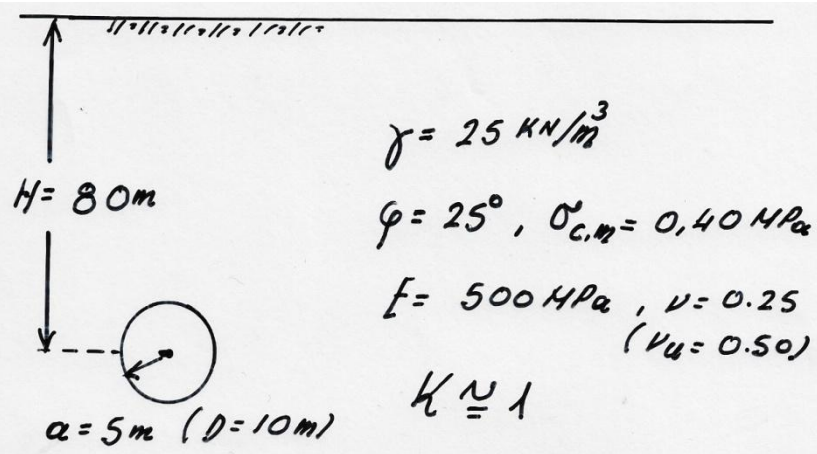 γ = 25 KN/m³
H = 80m
φ = 25°, σc,m = 0,40 MPa
E = 500 MPa, ν = 0.25
(νu = 0.50)
K ≅ 1
a = 5m (D = 10m)